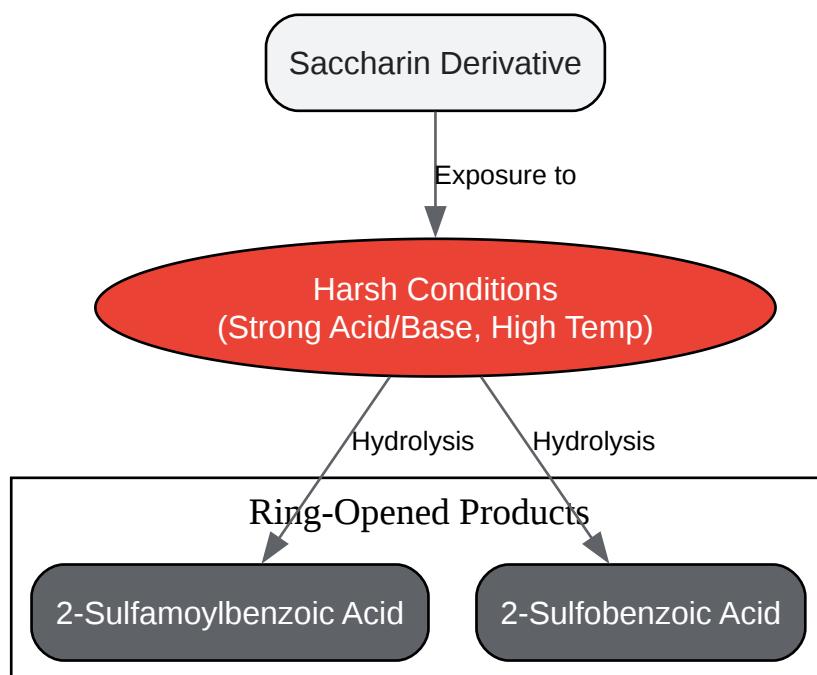 Saccharin Derivative
Exposure to
Harsh Conditions
(Strong Acid/Base, High Temp)
Hydrolysis
Hydrolysis
Ring-Opened Products
2-Sulfamoylbenzoic Acid
2-Sulfobenzoic Acid